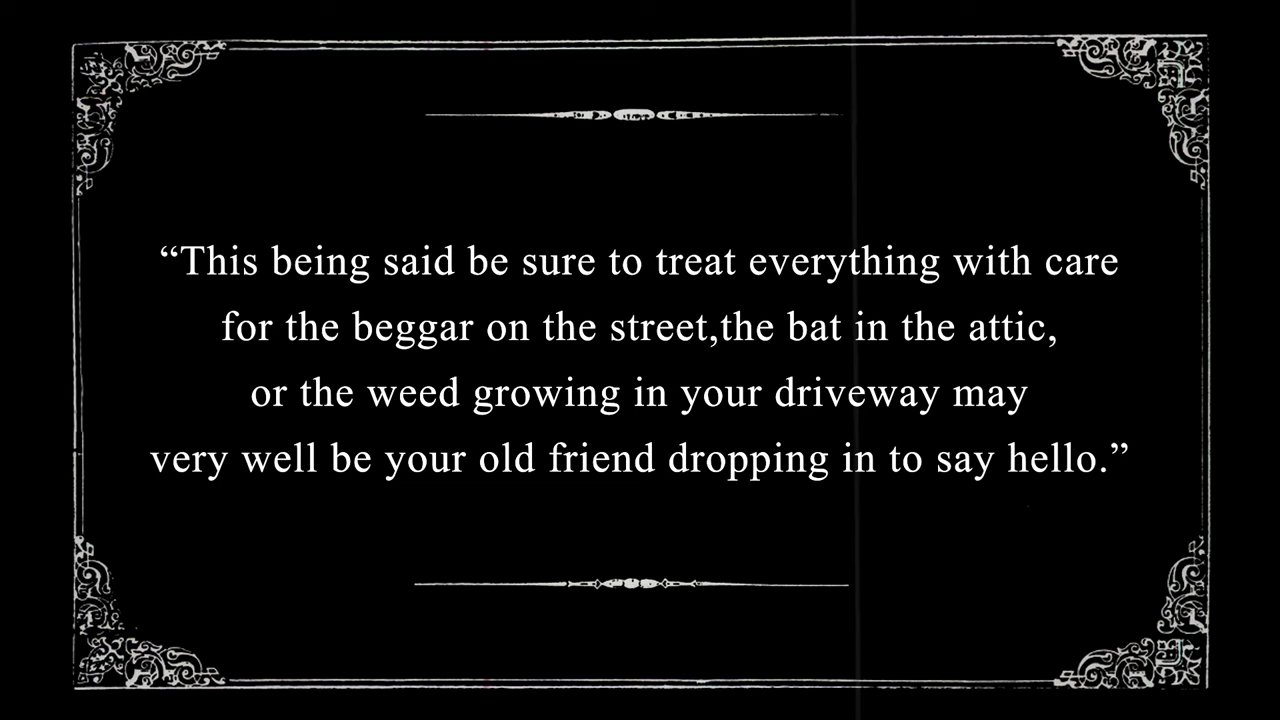 “This being said be sure to treat everything with care
for the beggar on the street,the bat in the attic,
or the weed growing in your driveway may
very well be your old friend dropping in to say hello.”